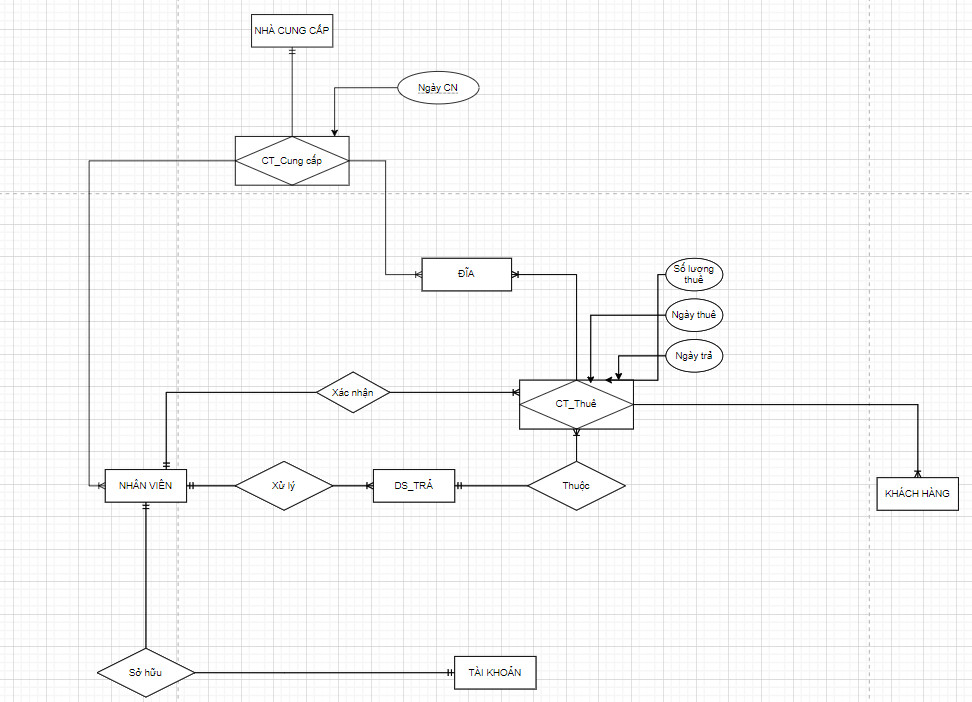 NHÀ CUNG CẤP
Ngày CN
CT_Cung cấp
ĐĨA
Số lượng
thuê
Ngày thuê
Ngày trả
Xác nhận
CT_Thuê
NHÂN VIÊN
Xử lý
DS_TRẢ
Thuộc
KHÁCH HÀNG
Sở hữu
TÀI KHOẢN